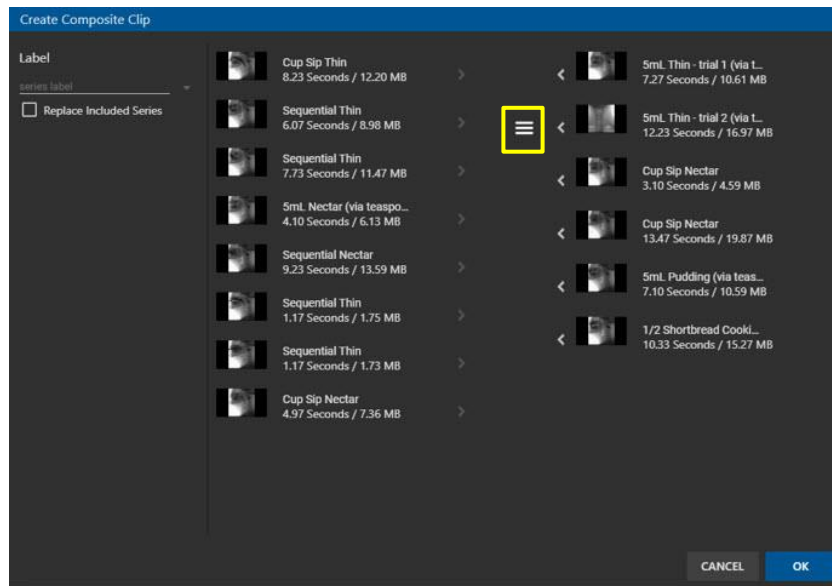 Create Composite Clip
Label
series label
Replace Included Series
Cup Sip Thin
8.23 Seconds / 12.20 MB
Sequential Thin
6.07 Seconds / 8.98 MB
Sequential Thin
7.73 Seconds / 11.47 MB
5mL Nectar (via teaspo...
4.10 Seconds / 6.13 MB
Sequential Nectar
9.23 Seconds / 13.59 MB
Sequential Thin
1.17 Seconds / 1.75 MB
Sequential Thin
1.17 Seconds / 1.73 MB
Cup Sip Nectar
4.97 Seconds / 7.36 MB
5mL Thin - trial 1 (via t...
7.27 Seconds / 10.61 MB
5mL Thin - trial 2 (via t...
12.23 Seconds / 16.97 MB
Cup Sip Nectar
3.10 Seconds / 4.59 MB
Cup Sip Nectar
13.47 Seconds / 19.87 MB
5mL Pudding (via teas...
7.10 Seconds / 10.59 MB
1/2 Shortbread Cooki...
10.33 Seconds / 15.27 MB
CANCEL
OK